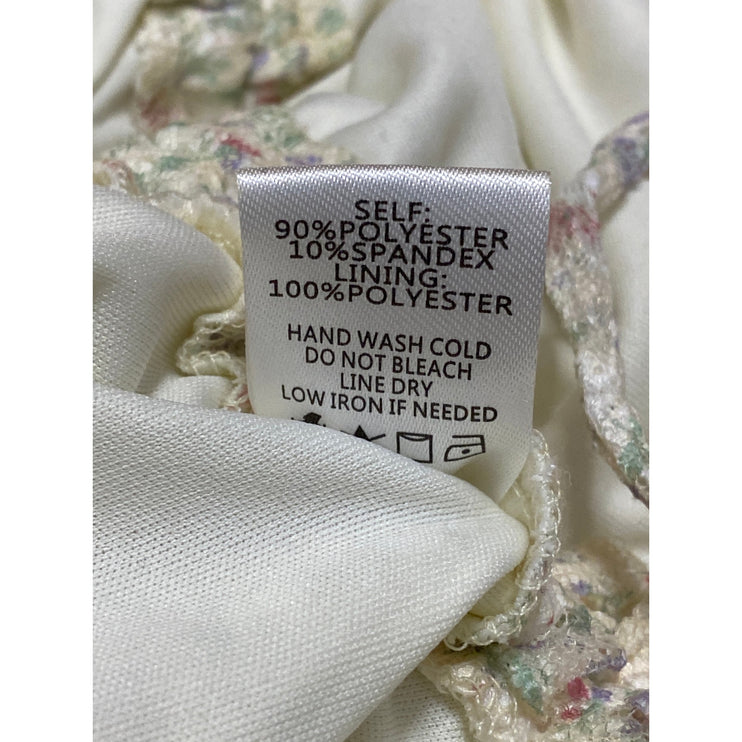 SELF:
90%POLYESTER
10%SPANDEX
LINING:
100%POLYESTER
HAND WASH COLD
DO NOT BLEACH
LINE DRY
LOW IRON IF NEEDED